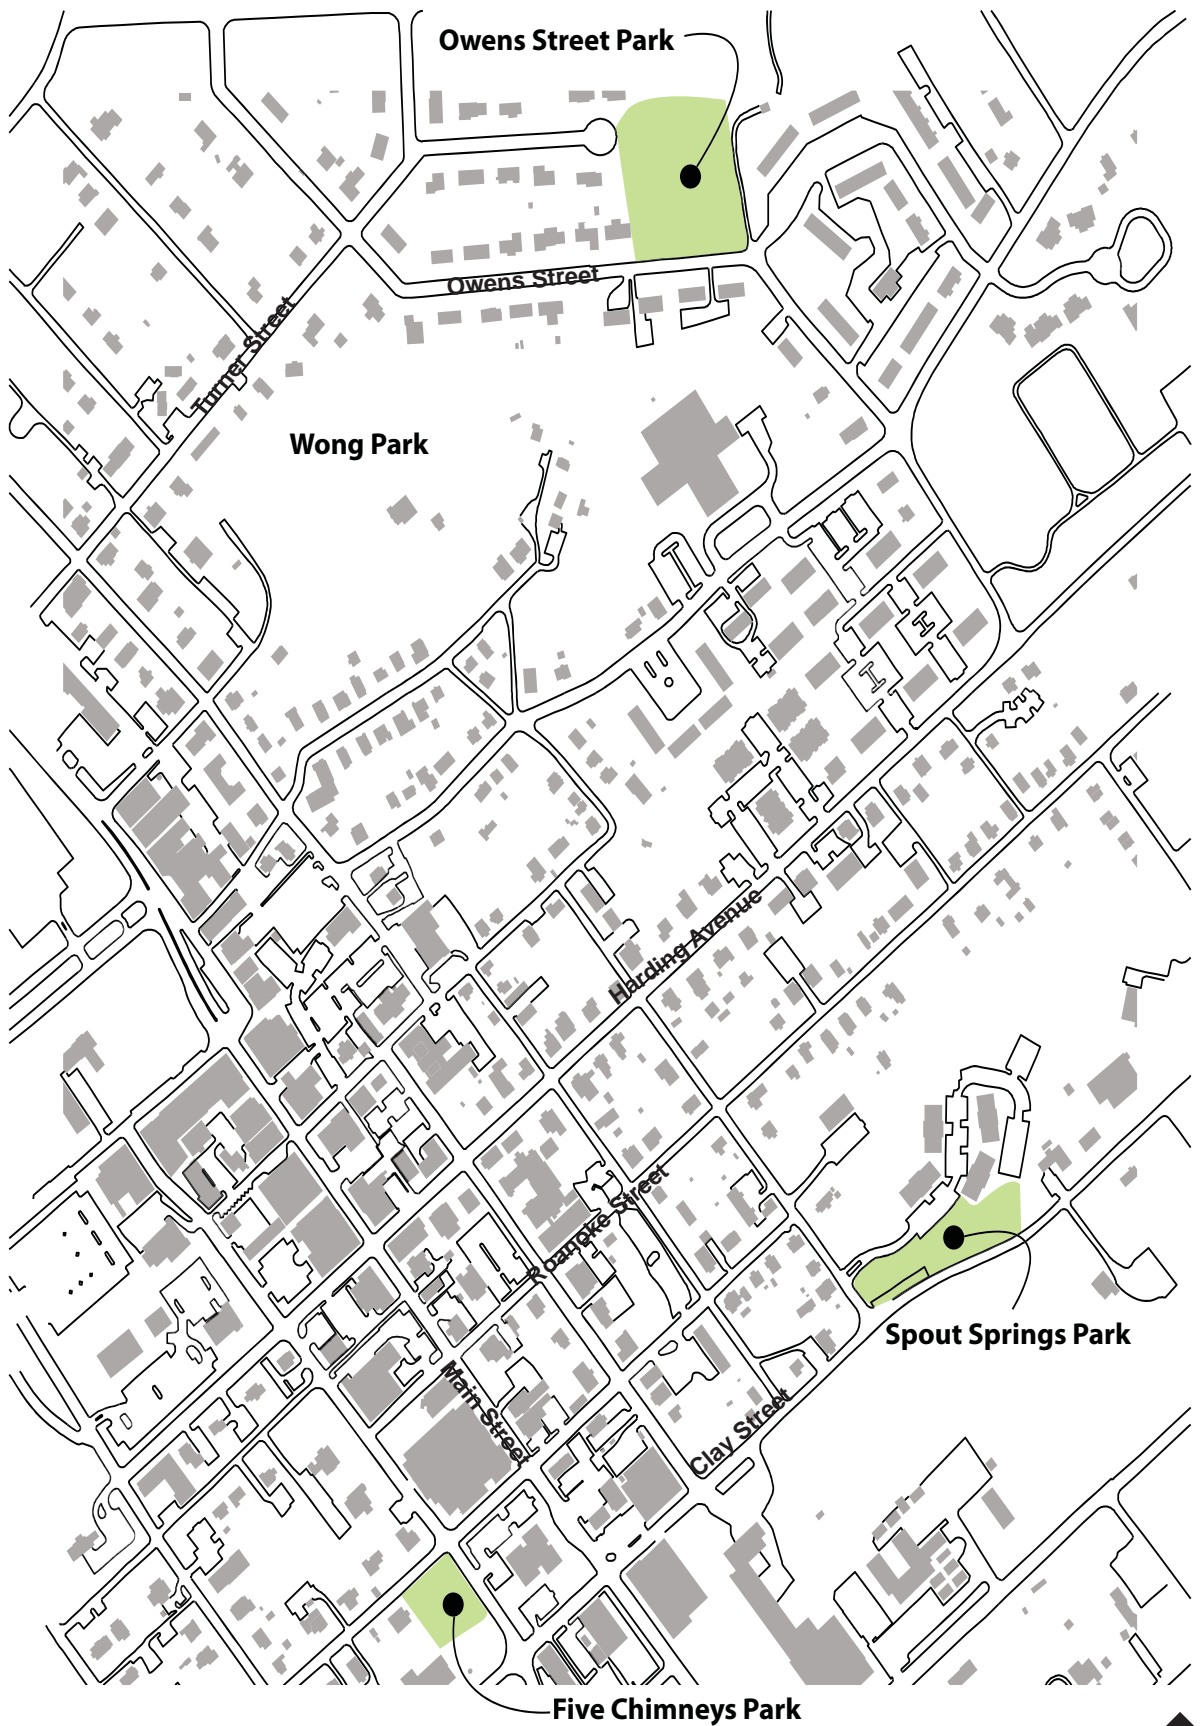 Owens Street Park
Owens Street
Turner Street
Wong Park
Harding Avenue
Roanoke Street
Spout Springs Park
Main Street
Clay Street
Five Chimneys Park